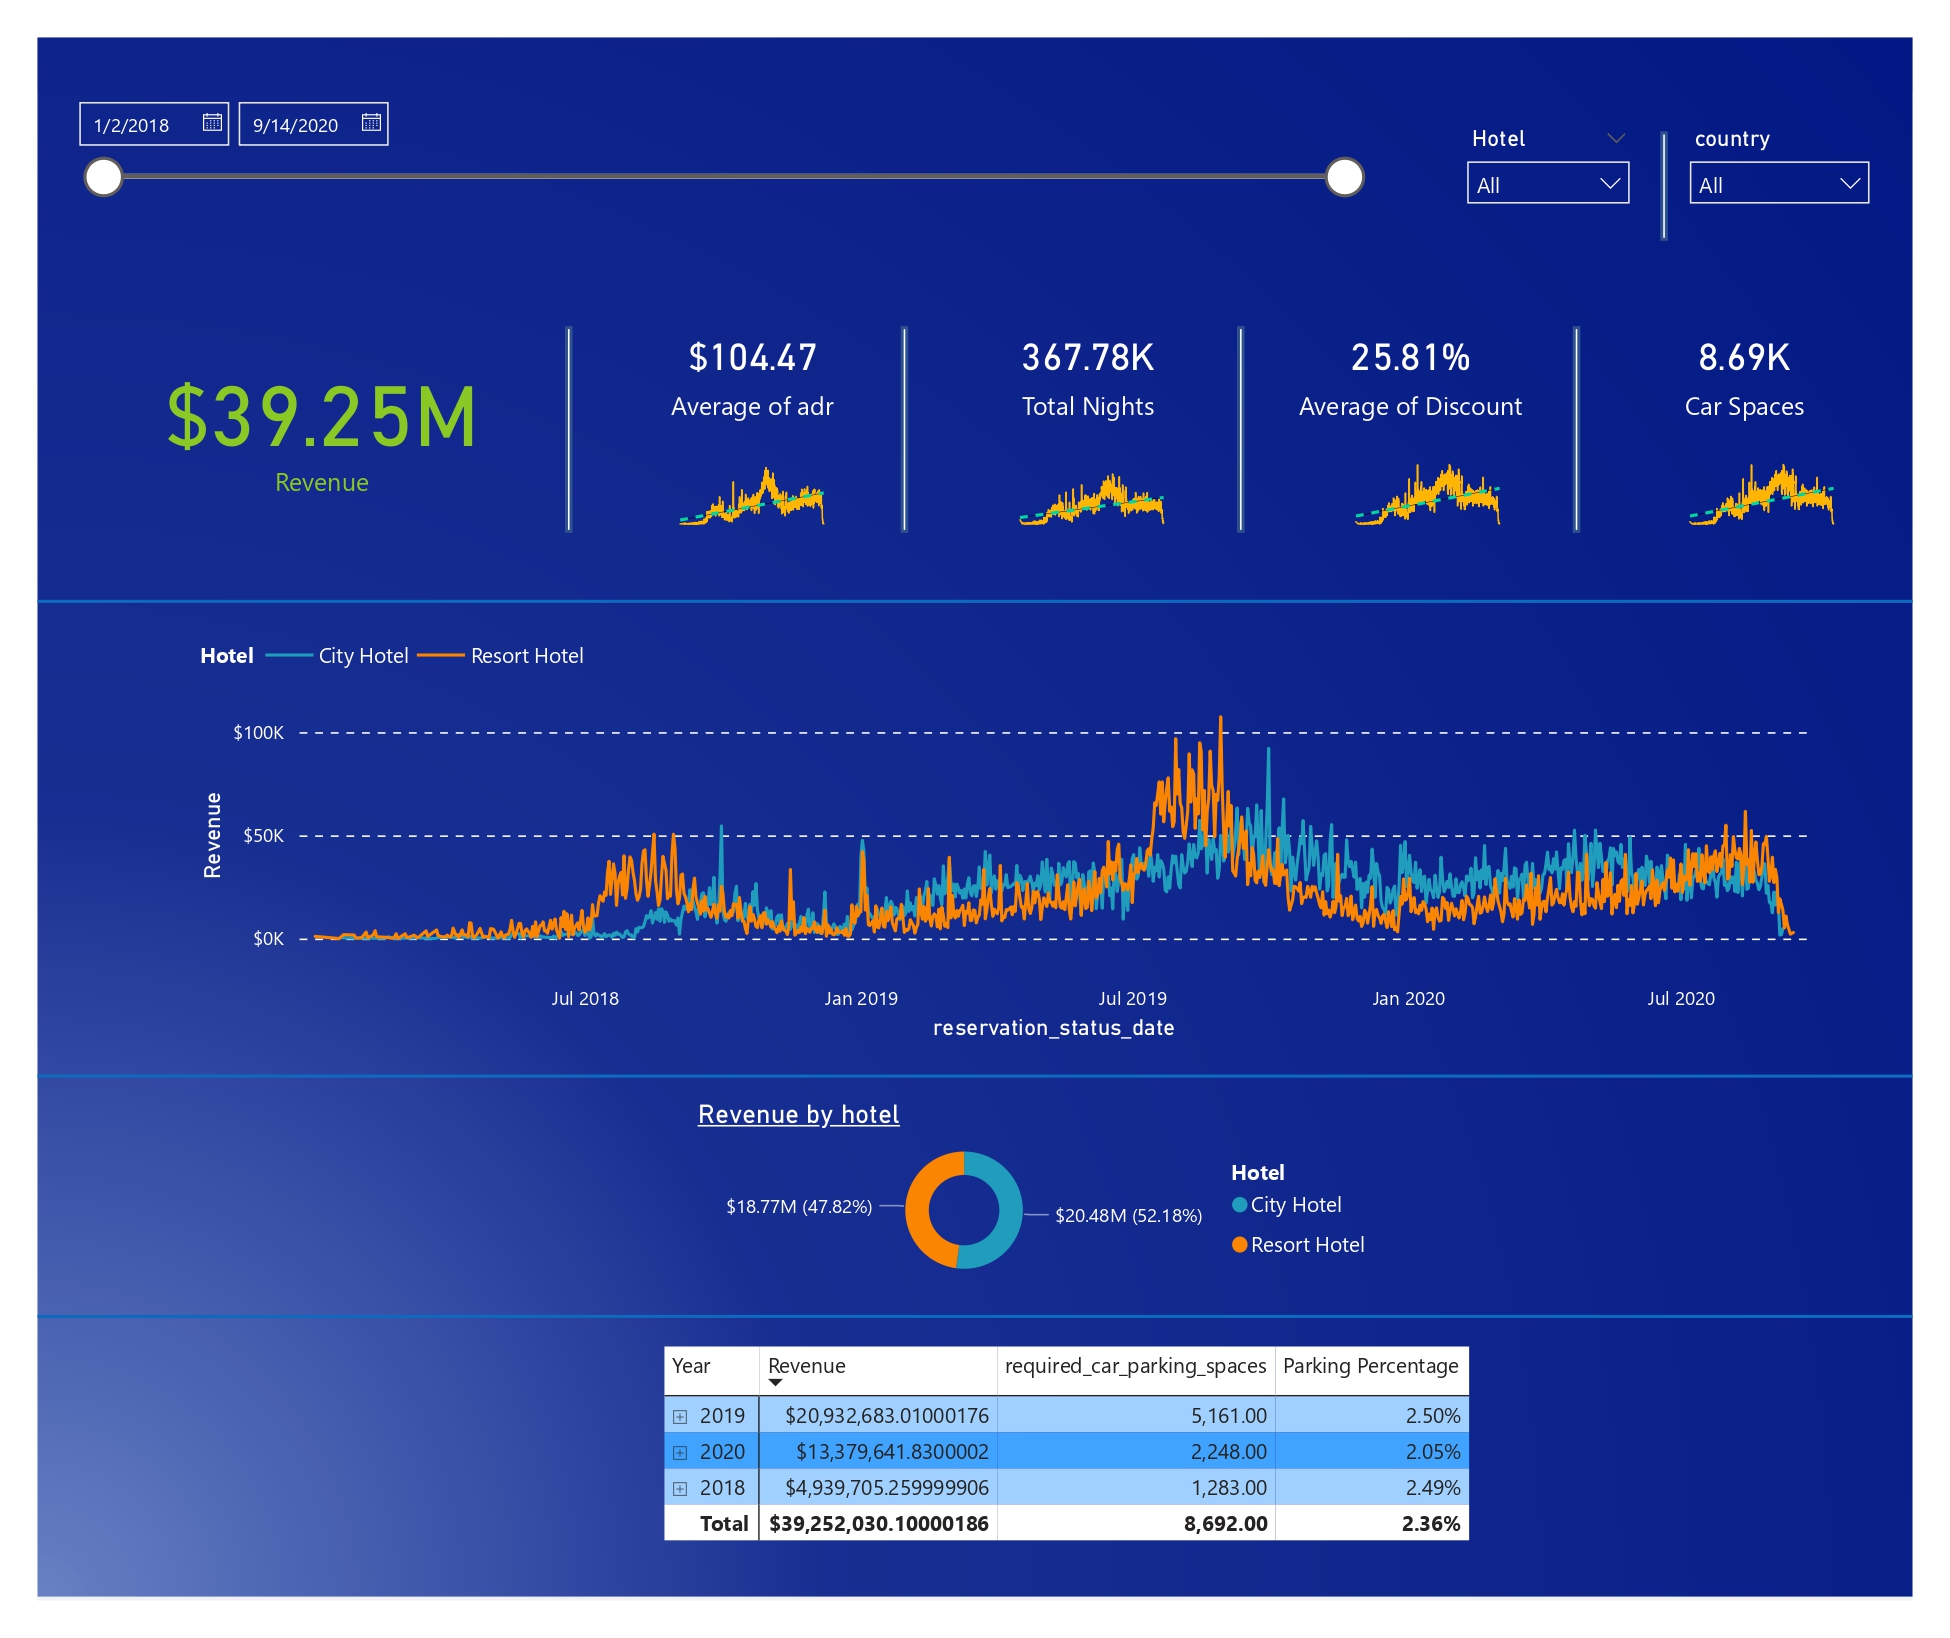 1/2/2018 9/14/2020
Hotel country
All All
$104.47 367.78K 25.81% 8.69K
$39.25M Average of adr Total Nights Average of Discount Car Spaces
Revenue
Hotel City Hotel Resort Hotel
$100K
$50K
$0K
Revenue
Jul 2018 Jan 2019 Jul 2019 Jan 2020 Jul 2020
reservation_status_date
Revenue by hotel
$18.77M (47.82%) $20.48M (52.18%)
Hotel
City Hotel
Resort Hotel
Year Revenue required_car_parking_spaces Parking Percentage
2019 $20,932,683.01000176 5,161.00 2.50%
2020 $13,379,641.8300002 2,248.00 2.05%
2018 $4,939,705.259999906 1,283.00 2.49%
Total $39,252,030.10000186 8,692.00 2.36%